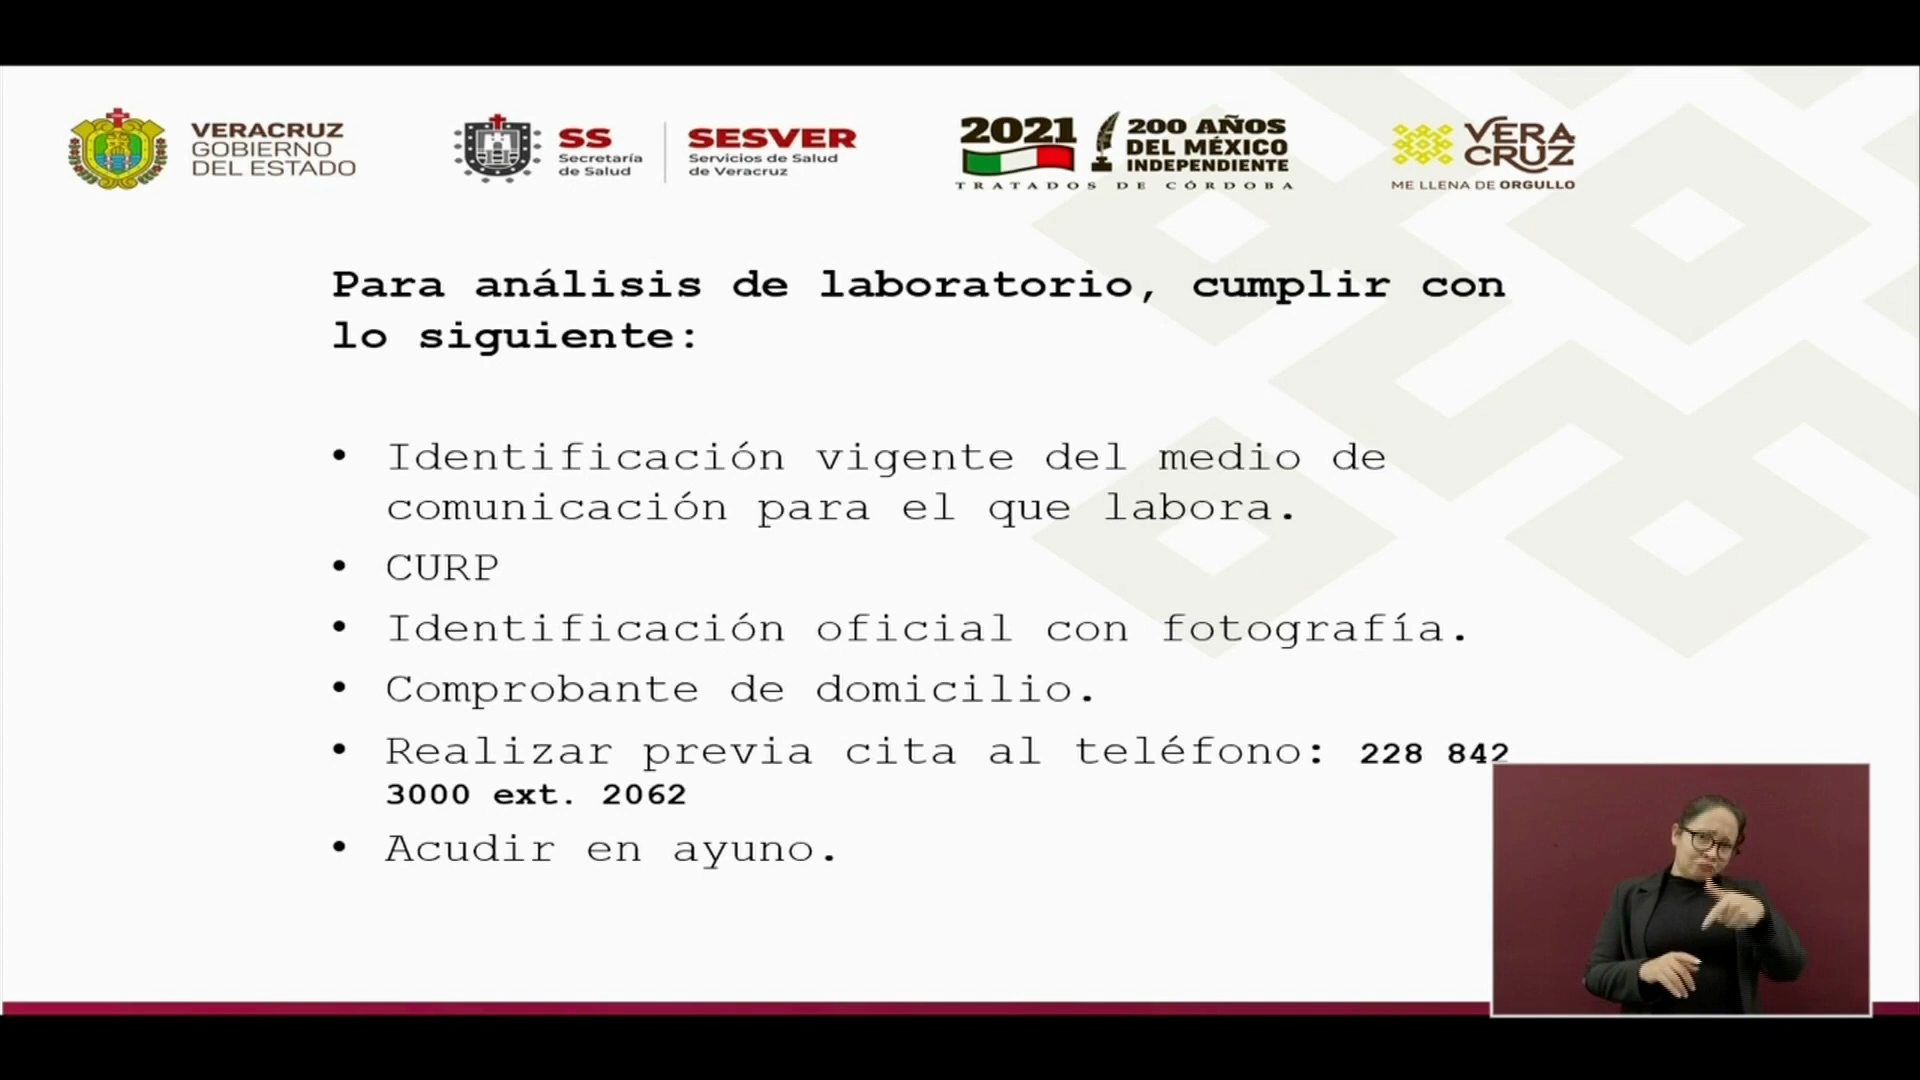 VERACRUZ
GOBIERNO
DEL ESTADO
SS
Secretaría
de Salud
SESVER
Servicios de Salud
de Veracruz
2021
200 AÑOS
DEL MÉXICO
INDEPENDIENTE
TRATADOS DE CÓRDOBA
VERA
CRUZ
ME LLENA DE ORGULLO
Para análisis de laboratorio, cumplir con
lo siguiente:
• Identificación vigente del medio de
comunicación para el que labora.
• CURP
• Identificación oficial con fotografía.
• Comprobante de domicilio.
• Realizar previa cita al teléfono: 228 842
3000 ext. 2062
• Acudir en ayuno.